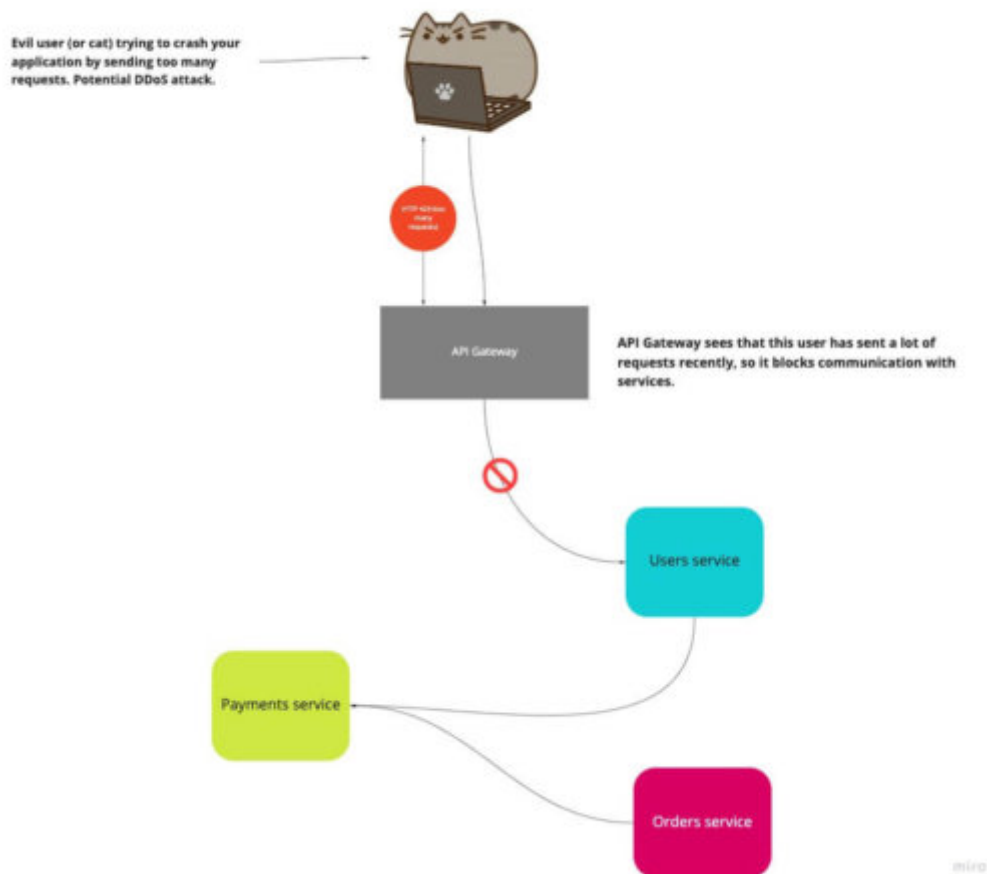 Evil user (or cat) trying to crash your
application by sending too many
requests. Potential DDoS attack.
many
requests)
API Gateway
API Gateway sees that this user has sent a lot of
requests recently, so it blocks communication with
services.
Users service
Payments service
Orders service
miro